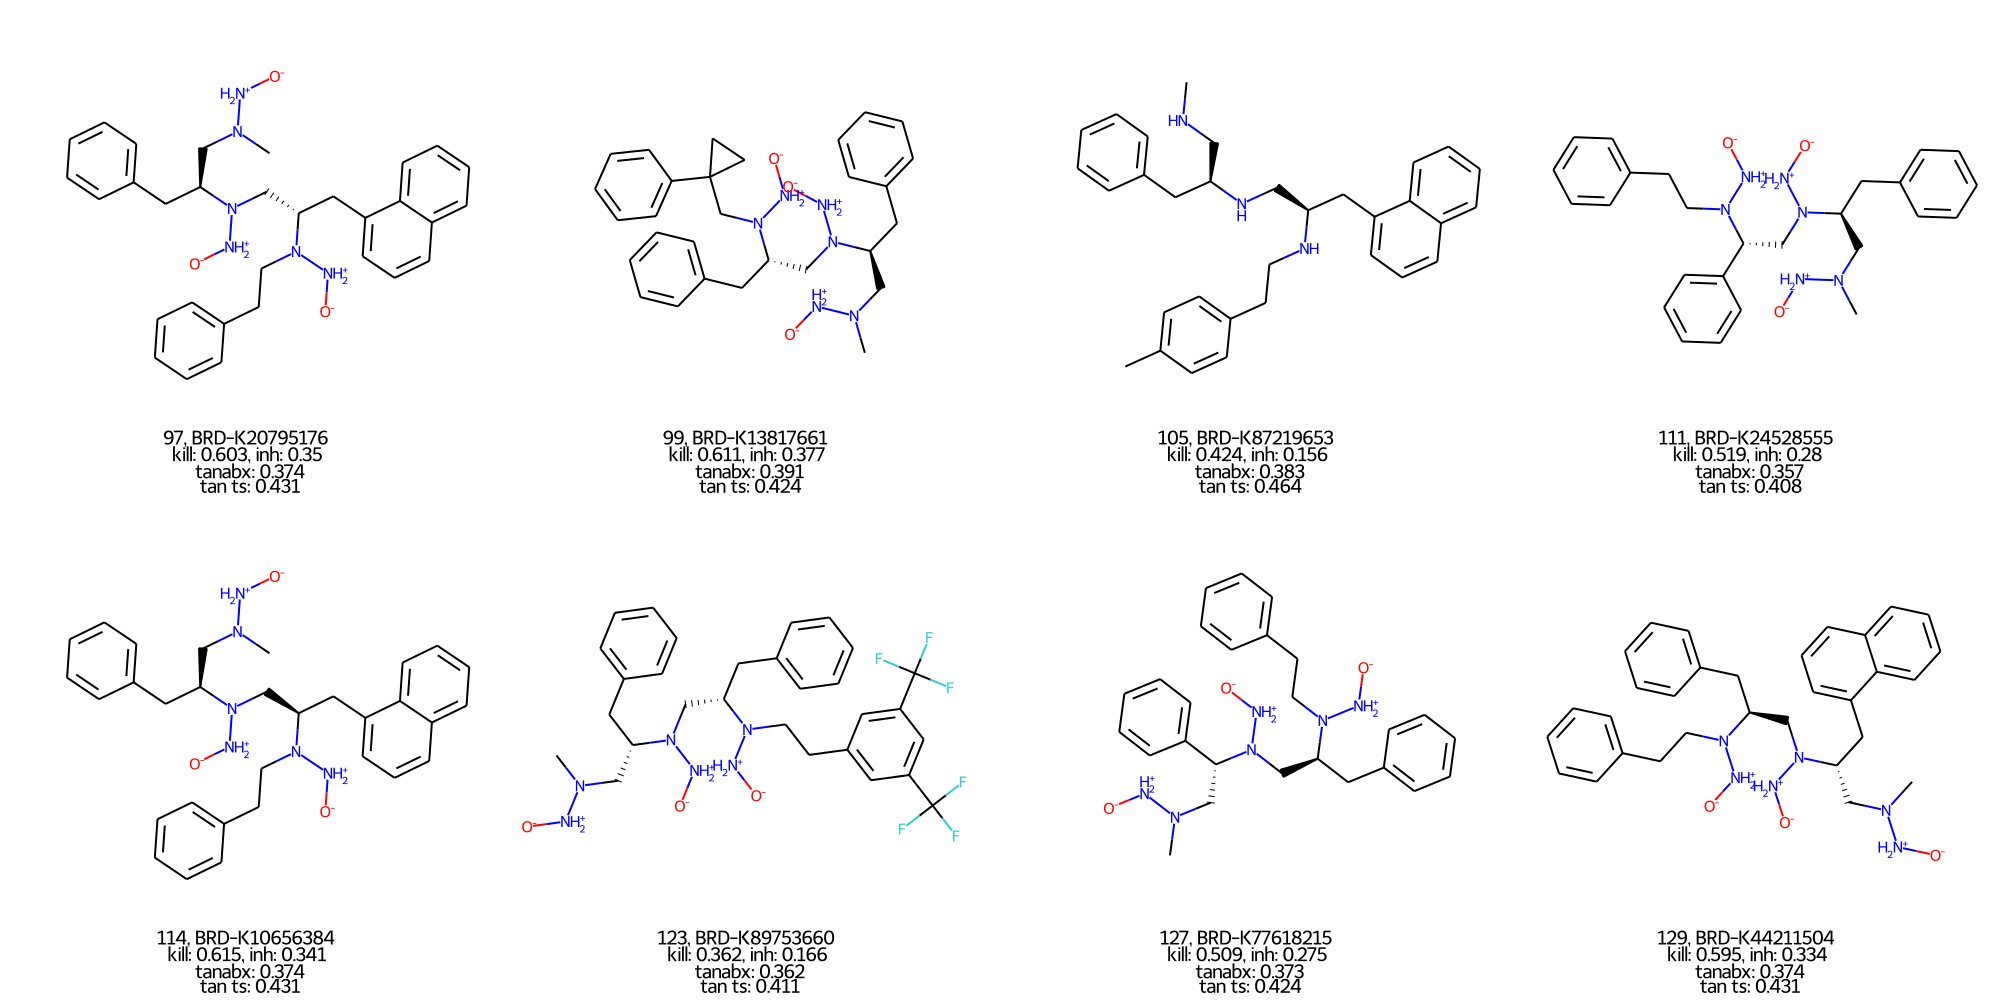 97, BRD-K20795176
kill: 0.603, inh: 0.35
tanabx: 0.374
tan ts: 0.431
99, BRD-K13817661
kill: 0.611, inh: 0.377
tanabx: 0.391
tan ts: 0.424
105, BRD-K87219653
kill: 0.424, inh: 0.156
tanabx: 0.383
tan ts: 0.464
111, BRD-K24528555
kill: 0.519, inh: 0.28
tanabx: 0.357
tan ts: 0.408
114, BRD-K10656384
kill: 0.615, inh: 0.341
tanabx: 0.374
tan ts: 0.431
123, BRD-K89753660
kill: 0.362, inh: 0.166
tanabx: 0.362
tan ts: 0.411
127, BRD-K77618215
kill: 0.509, inh: 0.275
tanabx: 0.373
tan ts: 0.424
129, BRD-K44211504
kill: 0.595, inh: 0.334
tanabx: 0.374
tan ts: 0.431